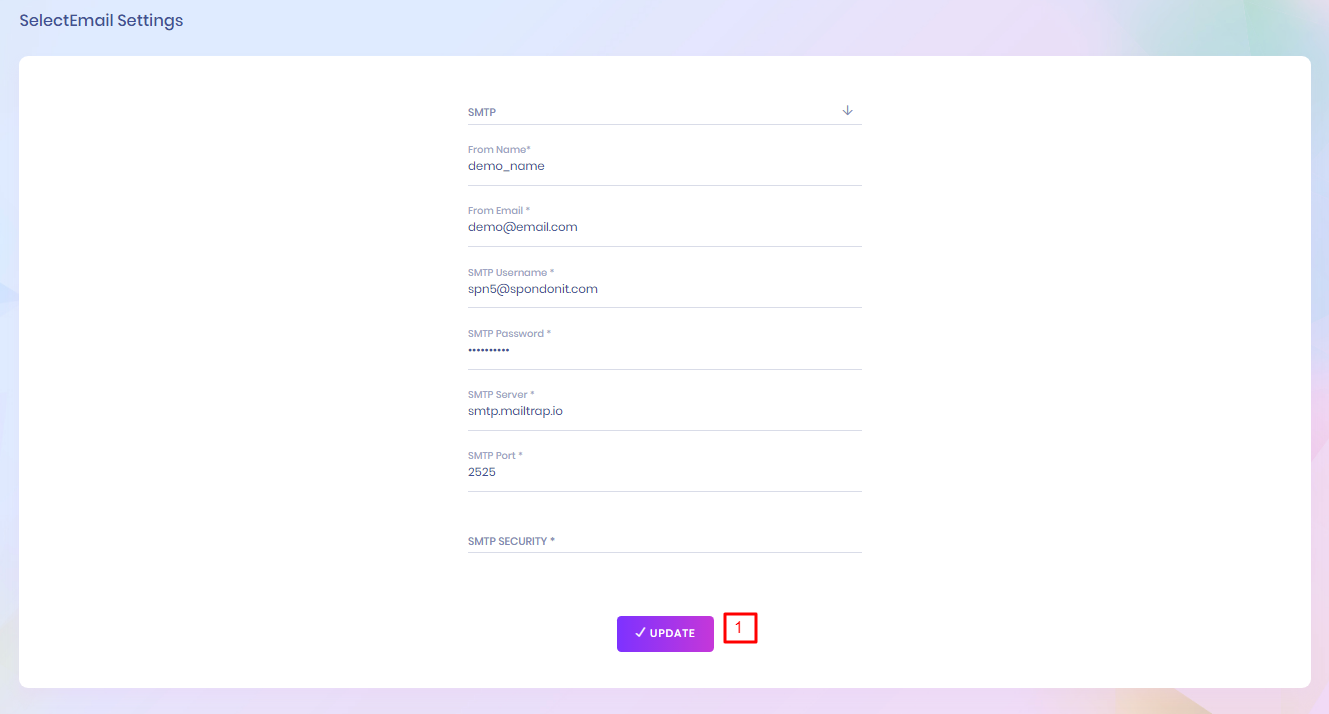 SelectEmail Settings
SMTP
From Name*
demo_name
From Email *
demo@email.com
SMTP Username *
spn5@spondonit.com
SMTP Password *
••••••••••
SMTP Server *
smtp.mailtrap.io
SMTP Port *
2525
SMTP SECURITY *
✓ UPDATE
1